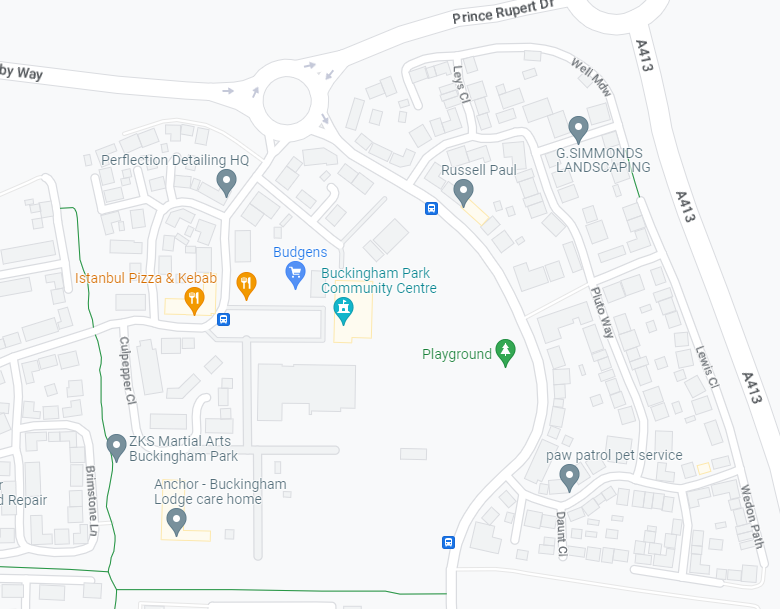 Prince Rupert Dr
by Way
A413
Well Mdw
Leys Cl
G.SIMMONDS
LANDSCAPING
Perflection Detailing HQ
Russell Paul
A413
Budgens
Istanbul Pizza & Kebab
Buckingham Park
Community Centre
Pluto Way
Culpepper Cl
Playground
Lewis Cl
A413
ZKS Martial Arts
Buckingham Park
paw patrol pet service
Anchor - Buckingham
Lodge care home
r
d Repair
Brimstone Ln
Wedon Path
Daunt Cl